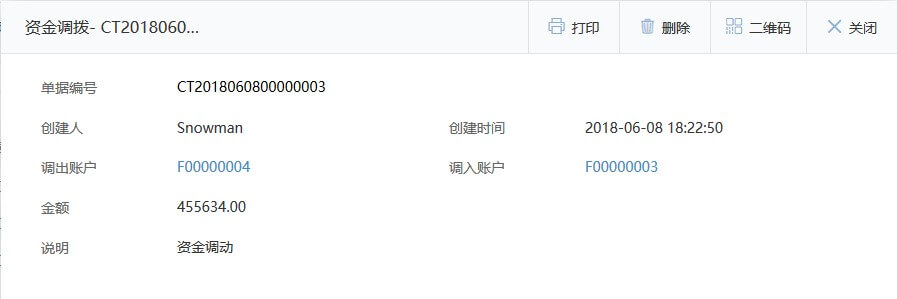 资金调拨- CT2018060... 打印 删除 二维码 关闭
单据编号 CT2018060800000003
创建人 Snowman 创建时间 2018-06-08 18:22:50
调出账户 F00000004 调入账户 F00000003
金额 455634.00
说明 资金调动